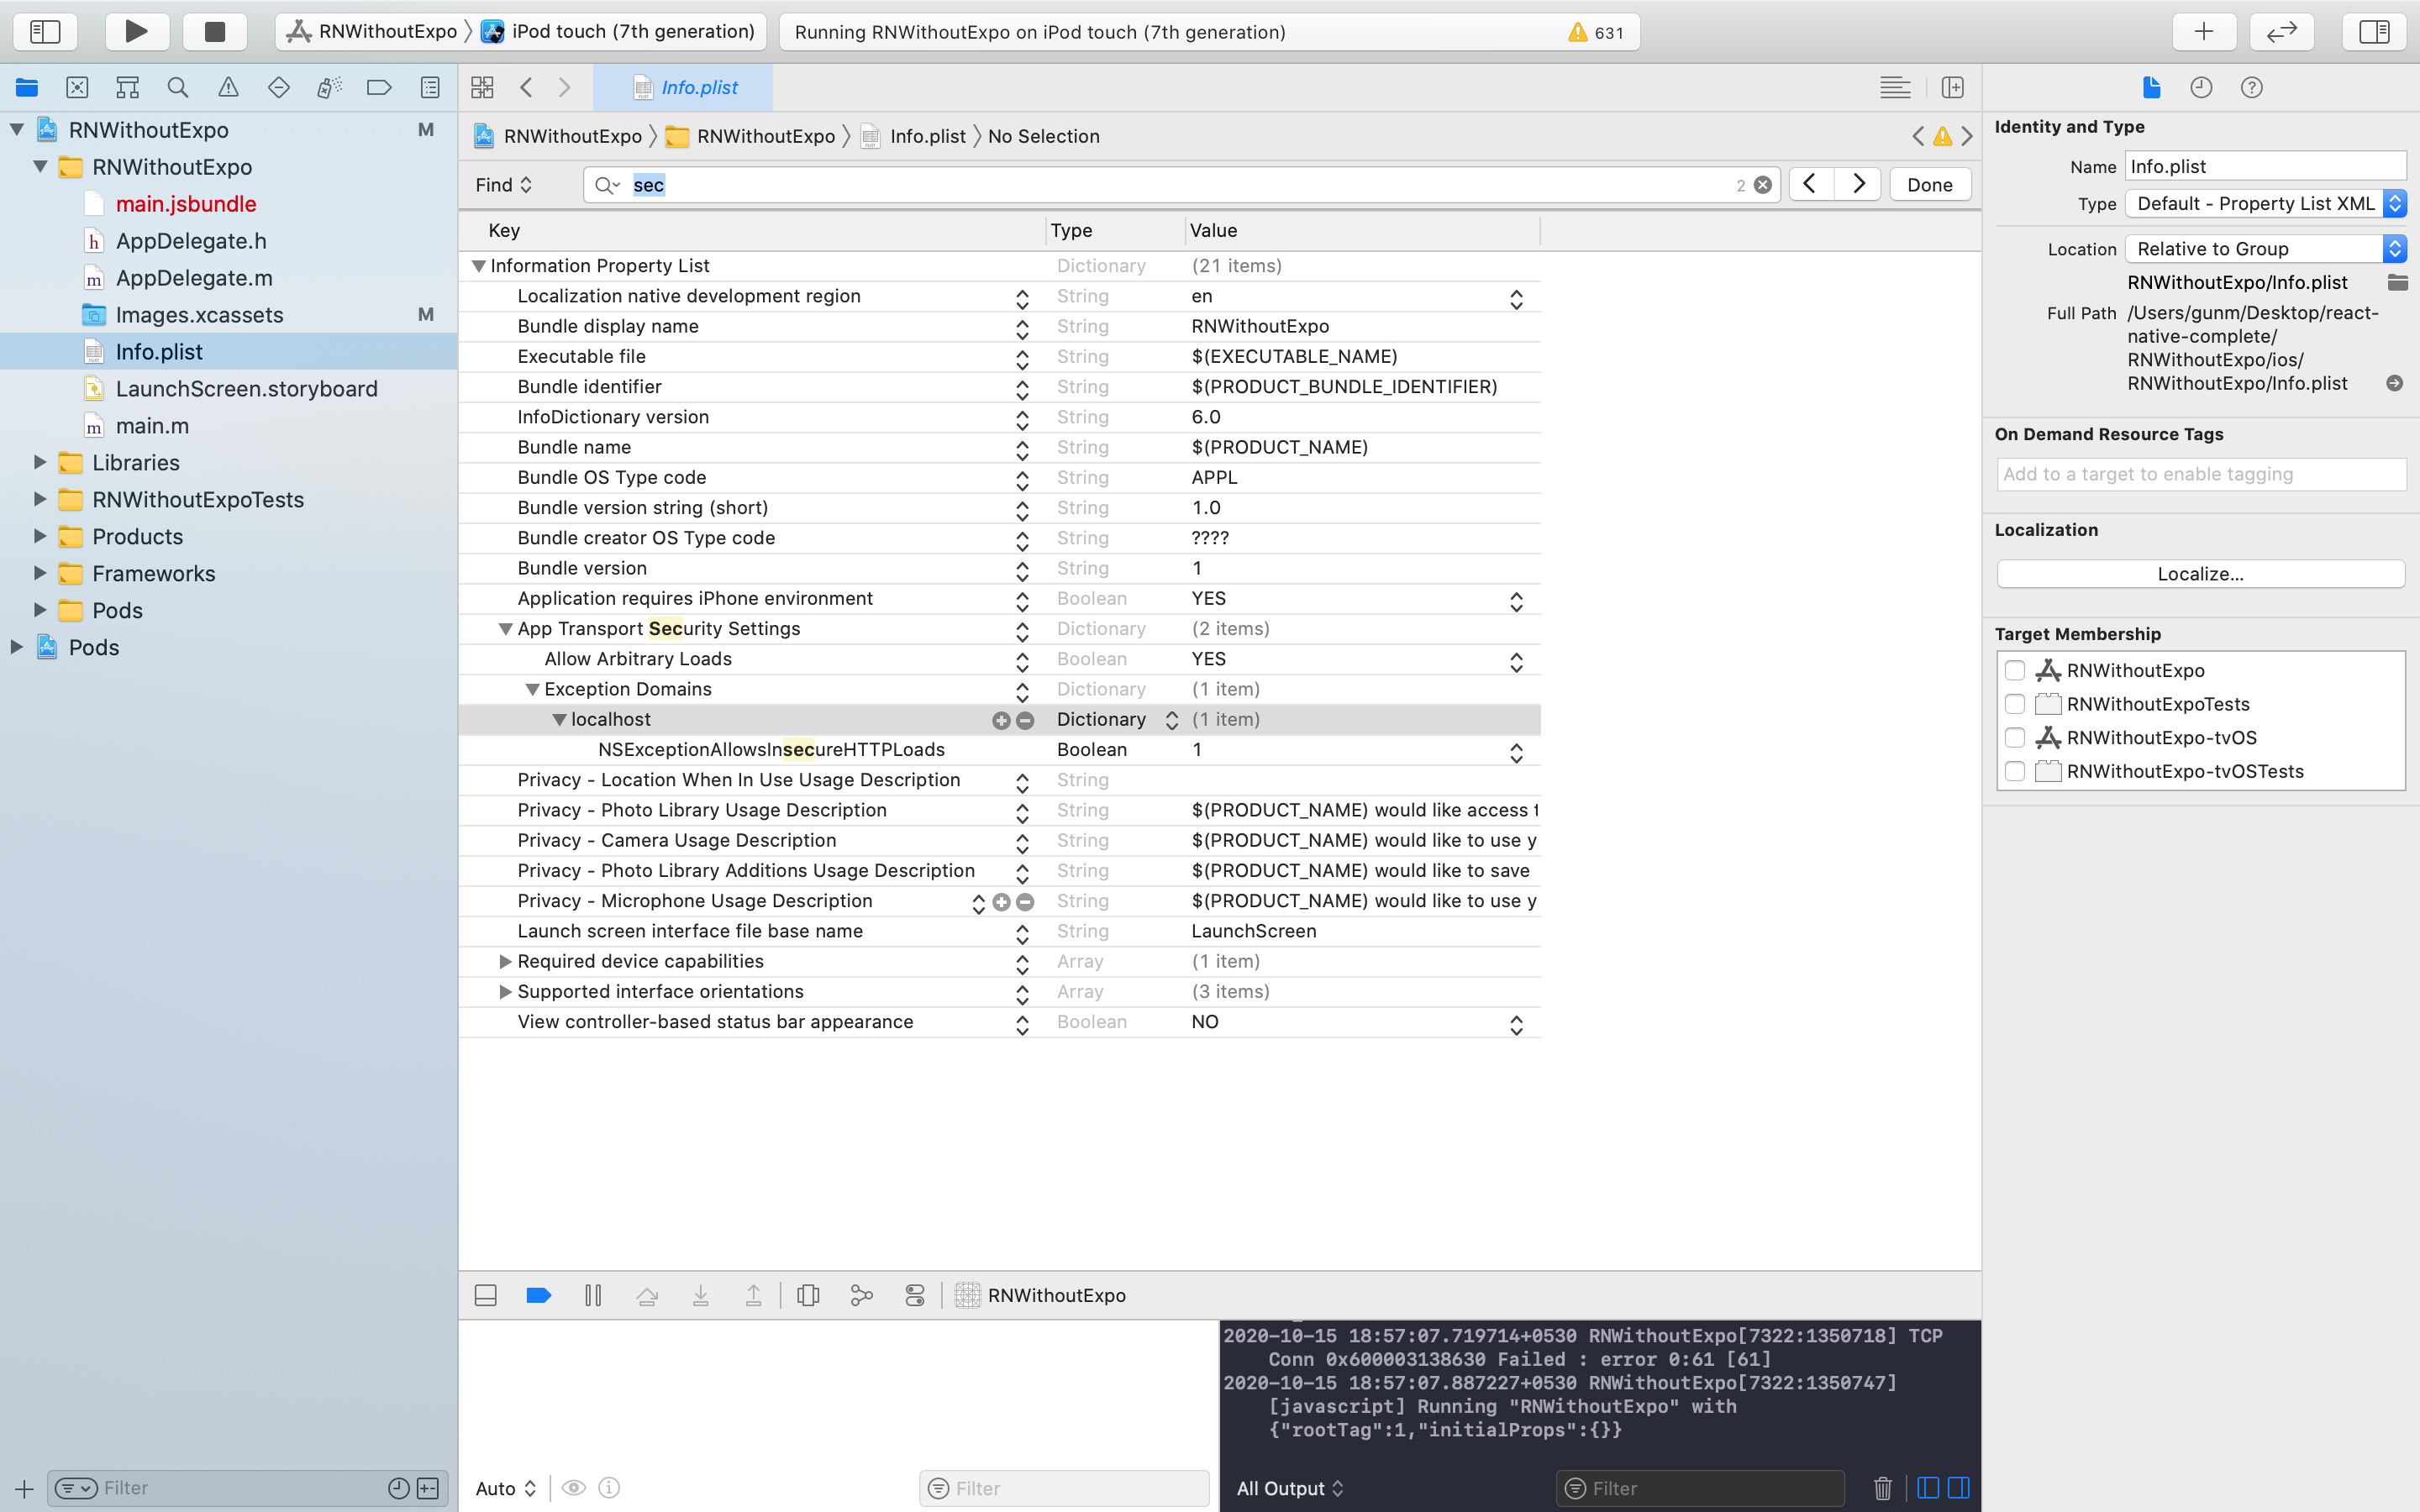 RNWithoutExpo iPod touch (7th generation)
Running RNWithoutExpo on iPod touch (7th generation) 631
Info.plist
RNWithoutExpo M
RNWithoutExpo
main.jsbundle
h AppDelegate.h
m AppDelegate.m
Images.xcassets M
Info.plist
LaunchScreen.storyboard
m main.m
Libraries
RNWithoutExpoTests
Products
Frameworks
Pods
Pods
Filter
RNWithoutExpo RNWithoutExpo Info.plist No Selection
Find sec 2 Done
Key Type Value
Information Property List Dictionary (21 items)
Localization native development region String en
Bundle display name String RNWithoutExpo
Executable file String $(EXECUTABLE_NAME)
Bundle identifier String $(PRODUCT_BUNDLE_IDENTIFIER)
InfoDictionary version String 6.0
Bundle name String $(PRODUCT_NAME)
Bundle OS Type code String APPL
Bundle version string (short) String 1.0
Bundle creator OS Type code String ????
Bundle version String 1
Application requires iPhone environment Boolean YES
App Transport Security Settings Dictionary (2 items)
Allow Arbitrary Loads Boolean YES
Exception Domains Dictionary (1 item)
localhost Dictionary (1 item)
NSExceptionAllowsInsecureHTTPLoads Boolean 1
Privacy - Location When In Use Usage Description String
Privacy - Photo Library Usage Description String $(PRODUCT_NAME) would like access t
Privacy - Camera Usage Description String $(PRODUCT_NAME) would like to use y
Privacy - Photo Library Additions Usage Description String $(PRODUCT_NAME) would like to save
Privacy - Microphone Usage Description String $(PRODUCT_NAME) would like to use y
Launch screen interface file base name String LaunchScreen
Required device capabilities Array (1 item)
Supported interface orientations Array (3 items)
View controller-based status bar appearance Boolean NO
RNWithoutExpo
2020-10-15 18:57:07.719714+0530 RNWithoutExpo[7322:1350718] TCP
Conn 0x600003138630 Failed : error 0:61 [61]
2020-10-15 18:57:07.887227+0530 RNWithoutExpo[7322:1350747]
[javascript] Running "RNWithoutExpo" with
{"rootTag":1,"initialProps":{}}
Auto Filter
All Output Filter
Identity and Type
Name Info.plist
Type Default - Property List XML
Location Relative to Group
RNWithoutExpo/Info.plist
Full Path /Users/gunm/Desktop/react-
native-complete/
RNWithoutExpo/ios/
RNWithoutExpo/Info.plist
On Demand Resource Tags
Add to a target to enable tagging
Localization
Localize...
Target Membership
RNWithoutExpo
RNWithoutExpoTests
RNWithoutExpo-tvOS
RNWithoutExpo-tvOSTests